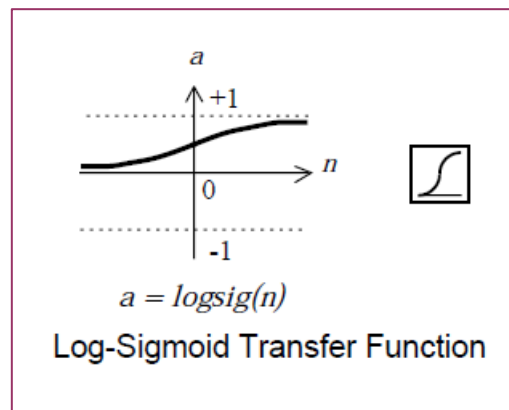 a
+1
n
0
-1
a = logsig(n)
Log-Sigmoid Transfer Function